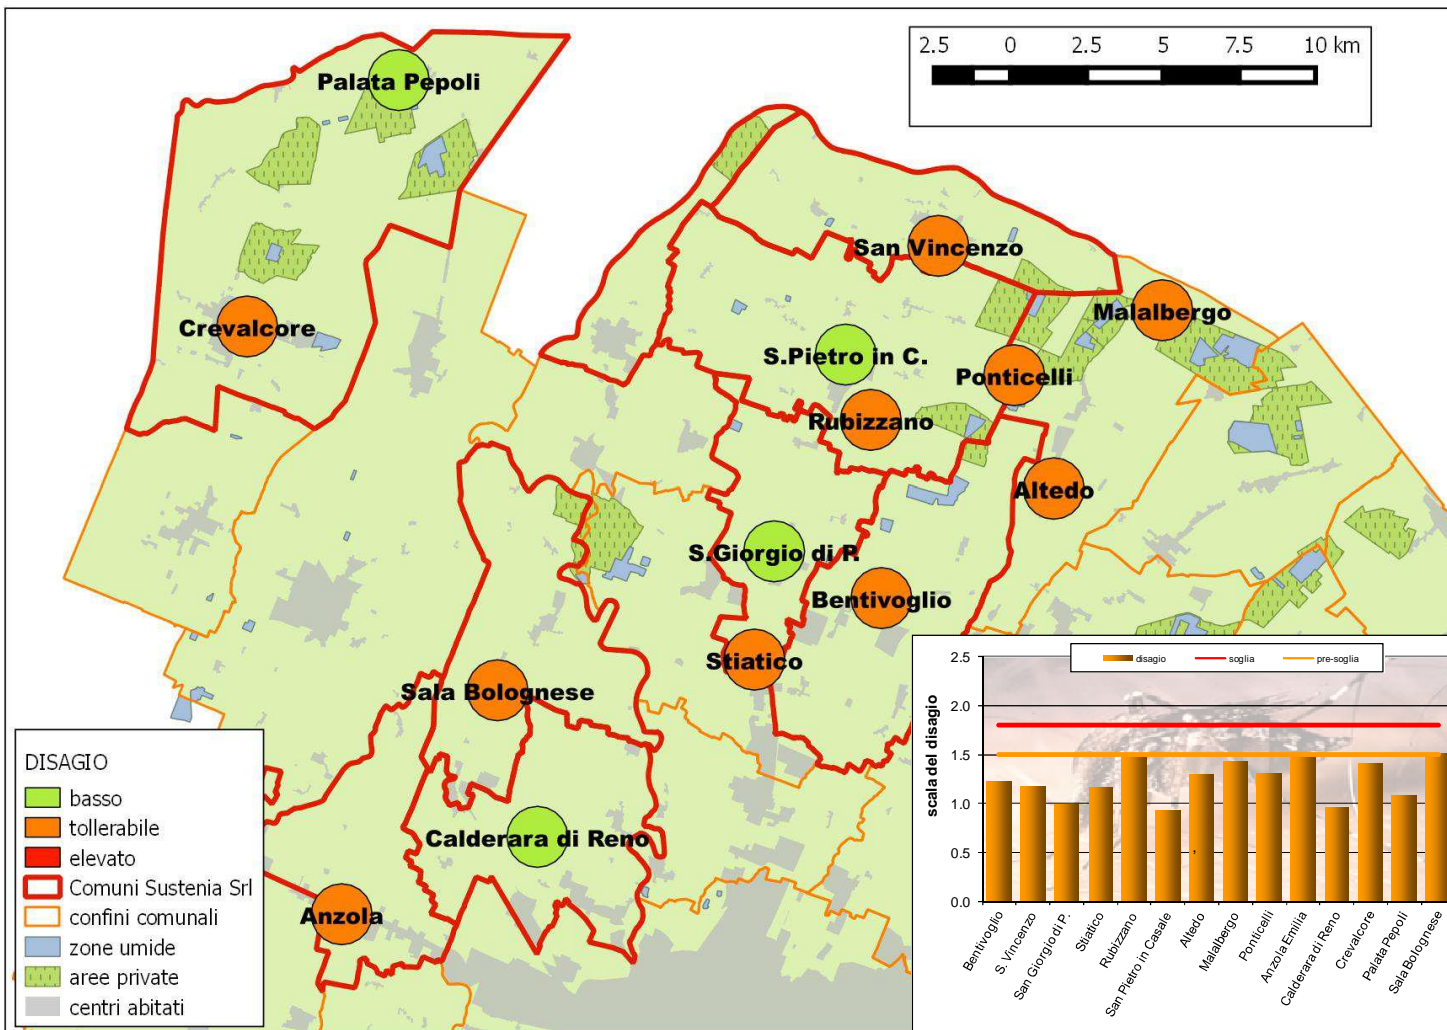 2.5 0 2.5 5 7.5 10 km
Palata Pepoli
San Vincenzo
Malalbergo
Crevalcore
S.Pietro in C.
Ponticelli
Rubizzano
Altedo
S.Giorgio di P.
Bentivoglio
Stiatico
Sala Bolognese
Calderara di Reno
Anzola
DISAGIO
basso
tollerabile
elevato
Comuni Sustenia Srl
confini comunali
zone umide
aree private
centri abitati
disagio soglia pre-soglia
scala del disagio
2.5
2.0
1.5
1.0
0.5
0.0
,
Bentivoglio
S. Vincenzo
San Giorgio di P.
Stiatico
Rubizzano
San Pietro in Casale
Altedo
Malalbergo
Ponticelli
Anzola Emilia
Calderara di Reno
Crevalcore
Palata Pepoli
Sala Bolognese